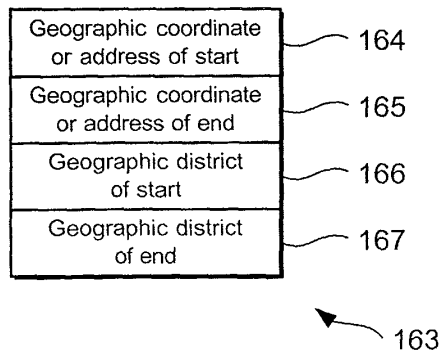 Geographic coordinate
or address of start
164
Geographic coordinate
or address of end
165
Geographic district
of start
166
Geographic district
of end
167
163